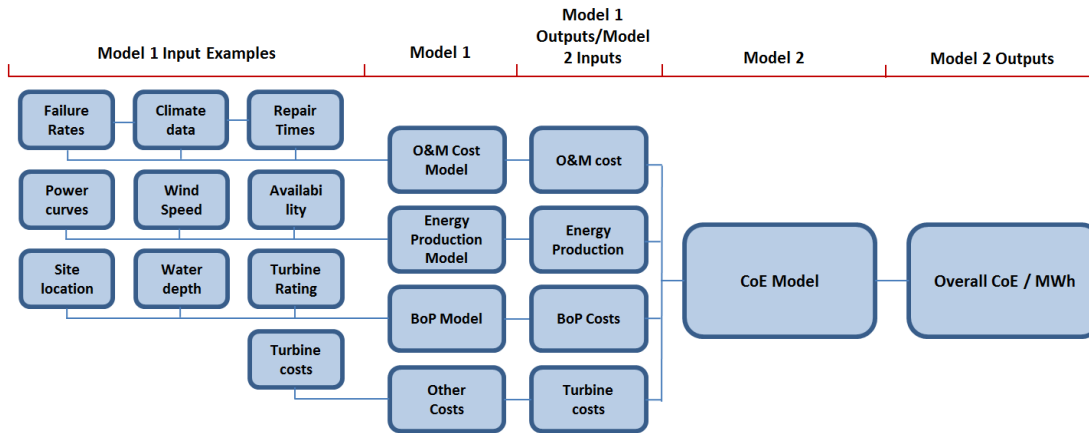 Model 1 Input Examples
Model 1
Model 1
Outputs/Model
2 Inputs
Model 2
Model 2 Outputs
Failure
Rates
Climate
data
Repair
Times
O&M Cost
Model
O&M cost
Power
curves
Wind
Speed
Availabi
lity
Energy
Production
Model
Energy
Production
CoE Model
Overall CoE / MWh
Site
location
Water
depth
Turbine
Rating
BoP Model
BoP Costs
Turbine
costs
Other
Costs
Turbine
costs